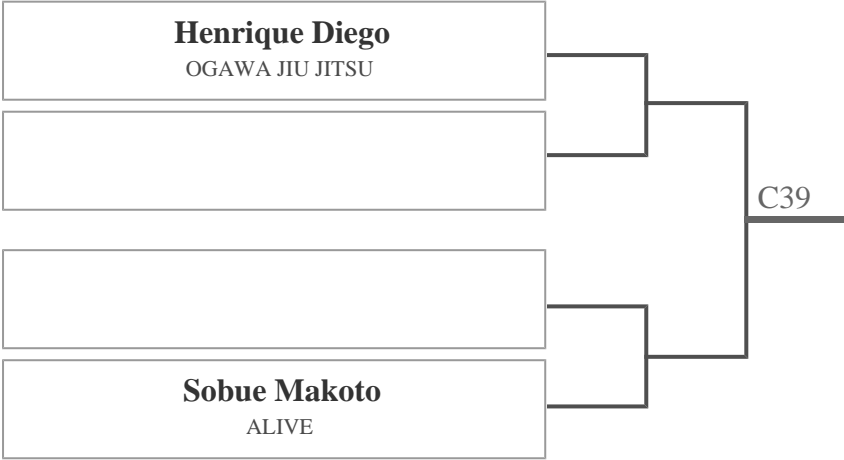 Henrique Diego
OGAWA JIU JITSU
C39
Sobue Makoto
ALIVE